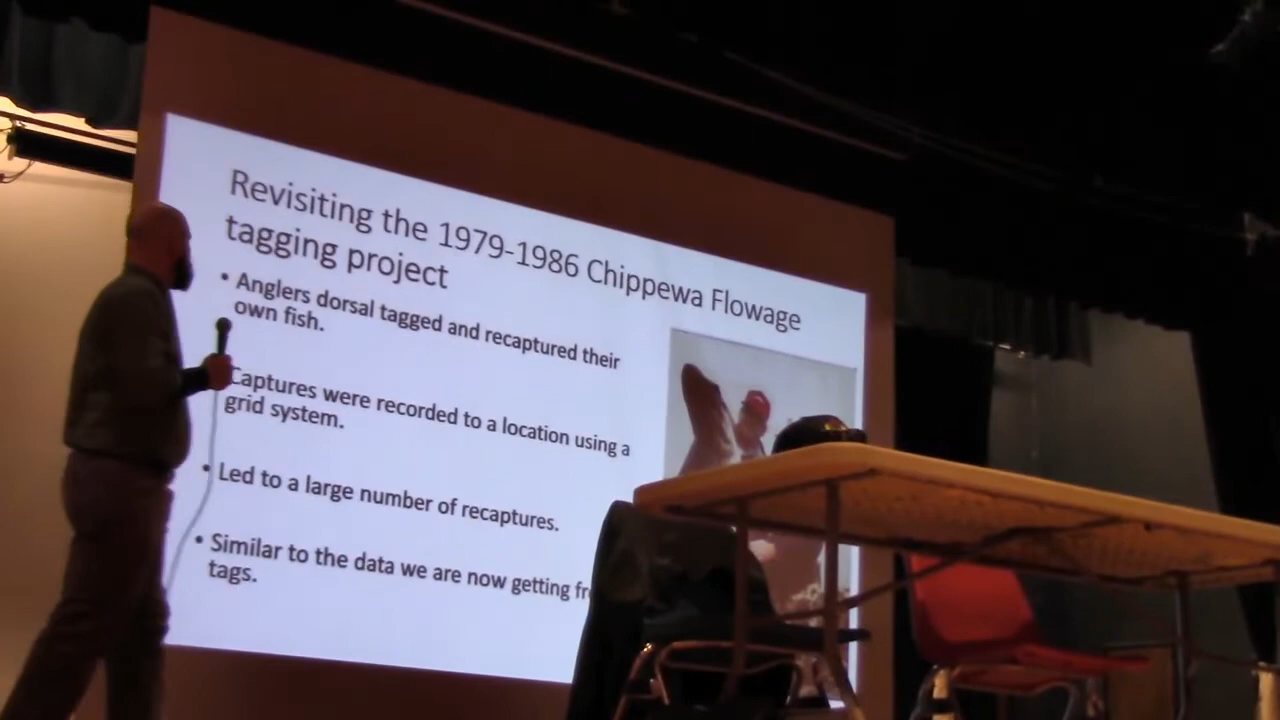 Revisiting the 1979-1986 Chippewa Flowage
tagging project
• Anglers dorsal tagged and recaptured their
own fish.
Captures were recorded to a location using a
grid system.
• Led to a large number of recaptures.
• Similar to the data we are now getting
tags.